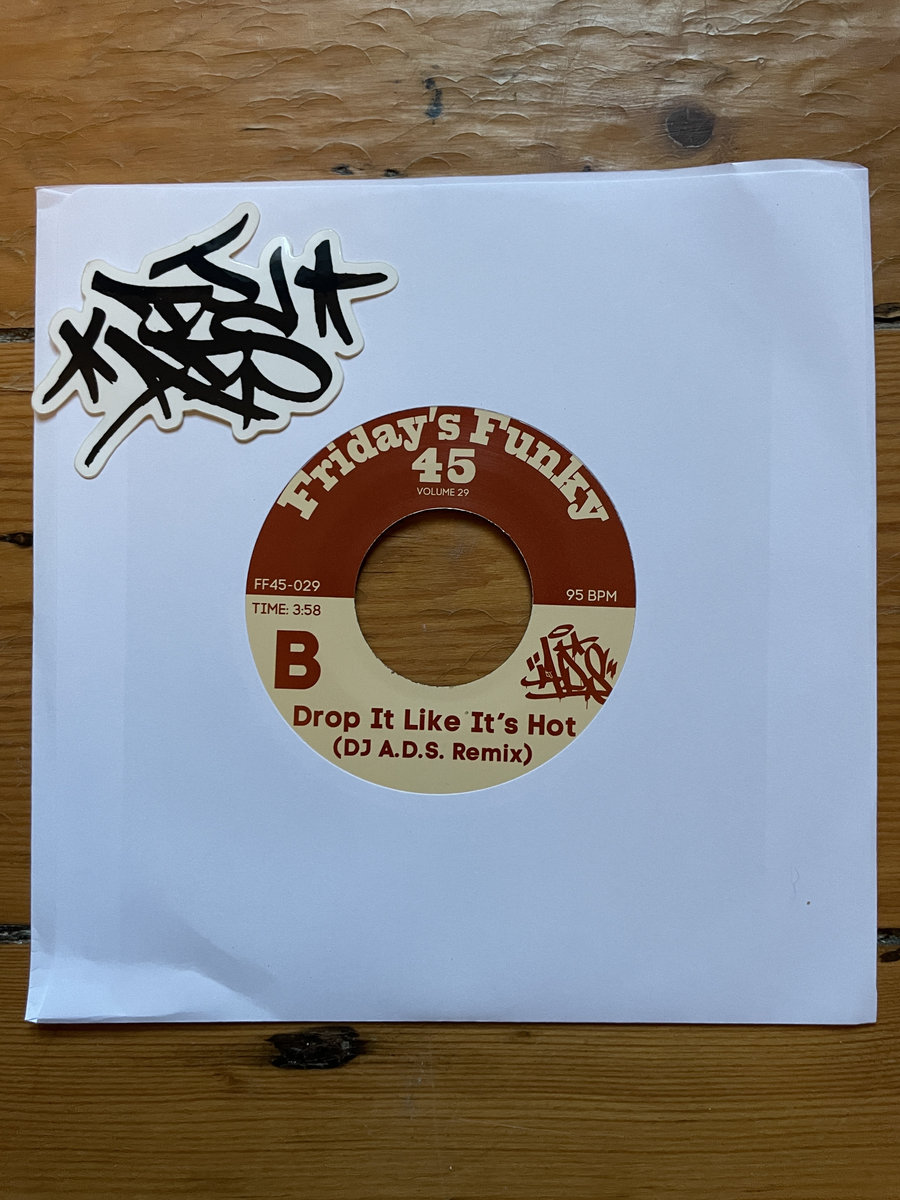 Friday's Funky
45
VOLUME 29
FF45-029
95 BPM
TIME: 3:58
B
A.D.S
Drop It Like It's Hot
(DJ A.D.S. Remix)